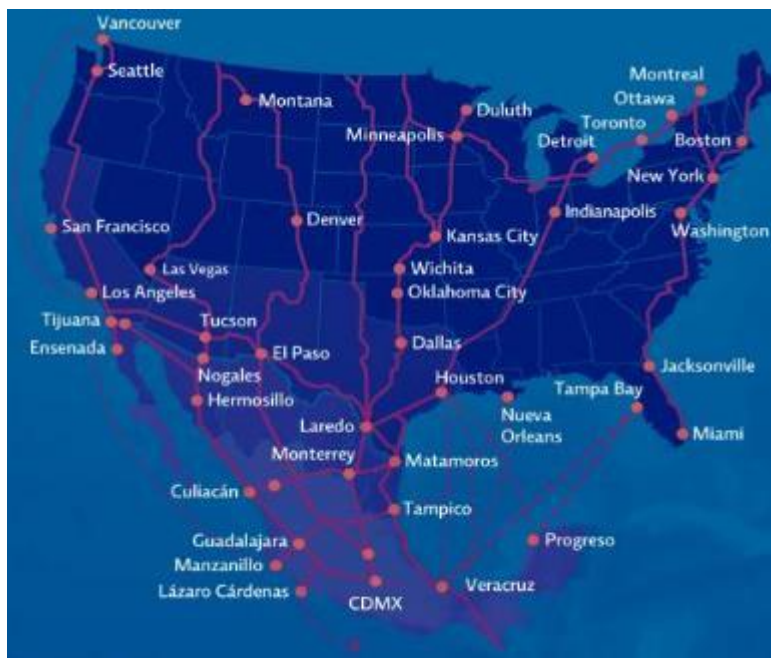 Vancouver
Seattle
Montana
Montreal
Ottawa
Duluth
Toronto
Minneapolis
Detroit
Boston
New York
San Francisco
Denver
Indianapolis
Washington
Kansas City
Las Vegas
Wichita
Los Angeles
Oklahoma City
Tijuana
Tucson
Ensenada
El Paso
Dallas
Nogales
Jacksonville
Houston
Tampa Bay
Hermosillo
Nueva
Orleans
Laredo
Miami
Monterrey
Matamoros
Culiacán
Tampico
Guadalajara
Progreso
Manzanillo
Lázaro Cárdenas
Veracruz
CDMX